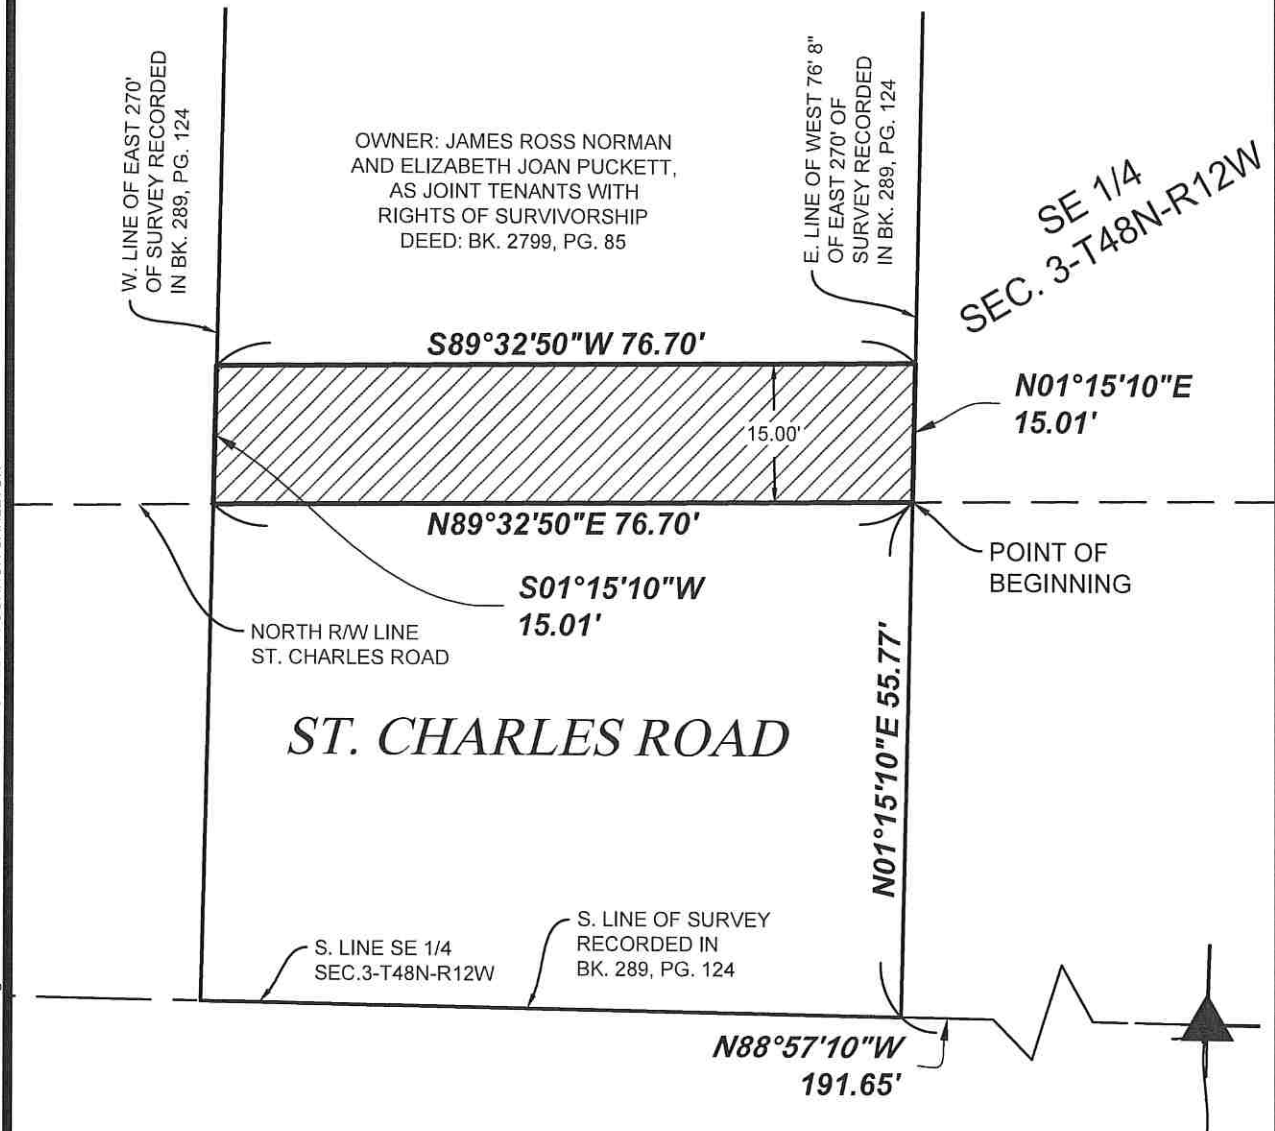 W. LINE OF EAST 270'
OF SURVEY RECORDED
IN BK. 289, PG. 124
OWNER: JAMES ROSS NORMAN
AND ELIZABETH JOAN PUCKETT,
AS JOINT TENANTS WITH
RIGHTS OF SURVIVORSHIP
DEED: BK. 2799, PG. 85
E. LINE OF WEST 76' 8"
OF EAST 270' OF
SURVEY RECORDED
IN BK. 289, PG. 124
SE 1/4
SEC. 3-T48N-R12W
S89°32'50"W 76.70'
N01°15'10"E
15.01'
15.00'
N89°32'50"E 76.70'
POINT OF
BEGINNING
S01°15'10"W
15.01'
NORTH R/W LINE
ST. CHARLES ROAD
ST. CHARLES ROAD
N01°15'10"E 55.77'
S. LINE SE 1/4
SEC.3-T48N-R12W
S. LINE OF SURVEY
RECORDED IN
BK. 289, PG. 124
N88°57'10"W
191.65'